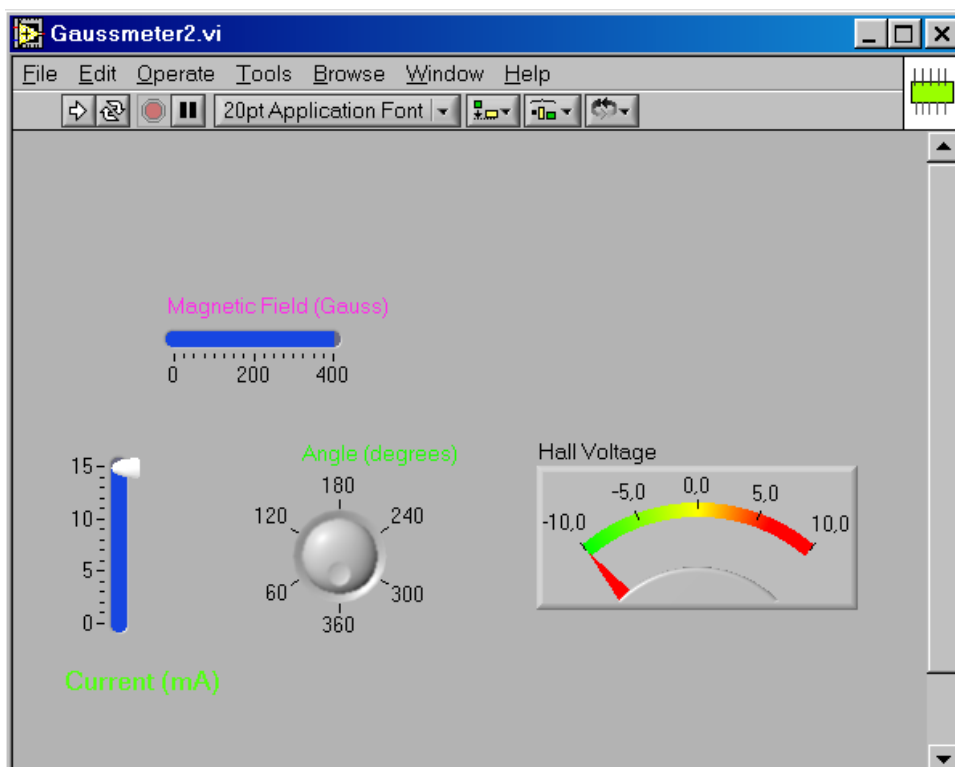 Gaussmeter2.vi
File Edit Operate Tools Browse Window Help
20pt Application Font
Magnetic Field (Gauss)
0 200 400
Angle (degrees)
180
120 240
60 300
360
15
10
5
0
Current (mA)
Hall Voltage
-10,0 -5,0 0,0 5,0 10,0